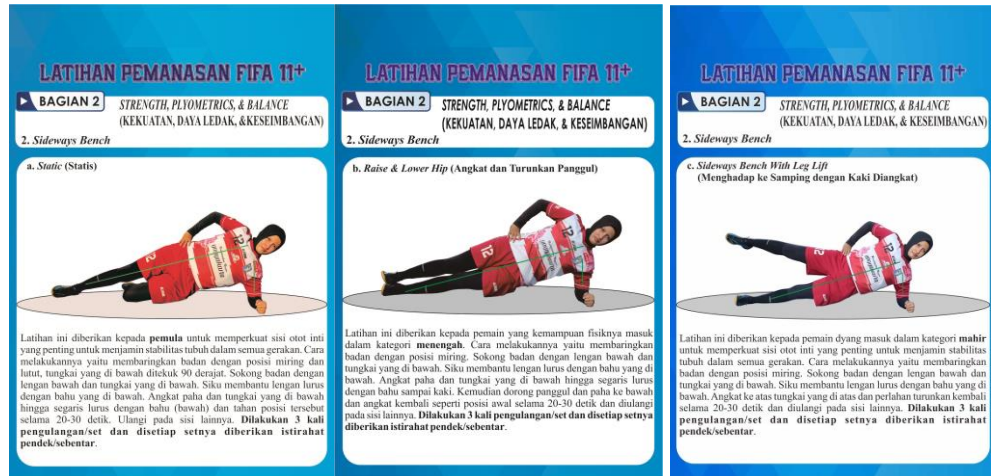 LATIHAN PEMANASAN FIFA 11+
BAGIAN 2
STRENGTH, PLYOMETRICS, & BALANCE
(KEKUATAN, DAYA LEDAK, &KESEIMBANGAN)
2. Sideways Bench
a. Static (Statis)
12
12
Latihan ini diberikan kepada pemula untuk memperkuat sisi otot inti
yang penting untuk menjamin stabilitas tubuh dalam semua gerakan. Cara
melakukannya yaitu membaringkan badan dengan posisi miring dan
lutut, tungkai yang di bawah ditekuk 90 derajat. Sokong badan dengan
lengan bawah dan tungkai yang di bawah. Siku membantu lengan lurus
dengan bahu yang di bawah. Angkat paha dan tungkai yang di bawah
hingga segaris lurus dengan bahu (bawah) dan tahan posisi tersebut
selama 20-30 detik. Ulangi pada sisi lainnya. Dilakukan 3 kali
pengulangan/set dan disetiap setnya diberikan istirahat
pendek/sebentar.
LATIHAN PEMANASAN FIFA 11+
BAGIAN 2
STRENGTH, PLYOMETRICS, & BALANCE
(KEKUATAN, DAYA LEDAK, & KESEIMBANGAN)
2. Sideways Bench
b. Raise & Lower Hip (Angkat dan Turunkan Panggul)
12
12
Latihan ini diberikan kepada pemain yang kemampuan fisiknya masuk
dalam kategori menengah. Cara melakukannya yaitu membaringkan
badan dengan posisi miring. Sokong badan dengan lengan bawah dan
tungkai yang di bawah. Siku membantu lengan lurus dengan bahu yang di
bawah. Angkat paha dan tungkai yang di bawah hingga segaris lurus
dengan bahu sampai kaki. Kemudian dorong panggul dan paha ke bawah
dan angkat kembali seperti posisi awal selama 20-30 detik dan diulangi
pada sisi lainnya. Dilakukan 3 kali pengulangan/set dan disetiap setnya
diberikan istirahat pendek/sebentar.
LATIHAN PEMANASAN FIFA 11+
BAGIAN 2
STRENGTH, PLYOMETRICS, & BALANCE
(KEKUATAN, DAYA LEDAK, & KESEIMBANGAN)
2. Sideways Bench
c. Sideways Bench With Leg Lift
(Menghadap ke Samping dengan Kaki Diangkat)
12
12
Latihan ini diberikan kepada pemain dyang masuk dalam kategori mahir
untuk memperkuat sisi otot inti yang penting untuk menjamin stabilitas
tubuh dalam semua gerakan. Cara melakukannya yaitu membaringkan
badan dengan posisi miring. Sokong badan dengan lengan bawah dan
tungkai yang di bawah. Siku membantu lengan lurus dengan bahu yang di
bawah. Angkat ke atas tungkai yang di atas dan perlahan turunkan kembali
selama 20-30 detik dan diulangi pada sisi lainnya. Dilakukan 3 kali
pengulangan/set dan disetiap setnya diberikan istirahat
pendek/sebentar.